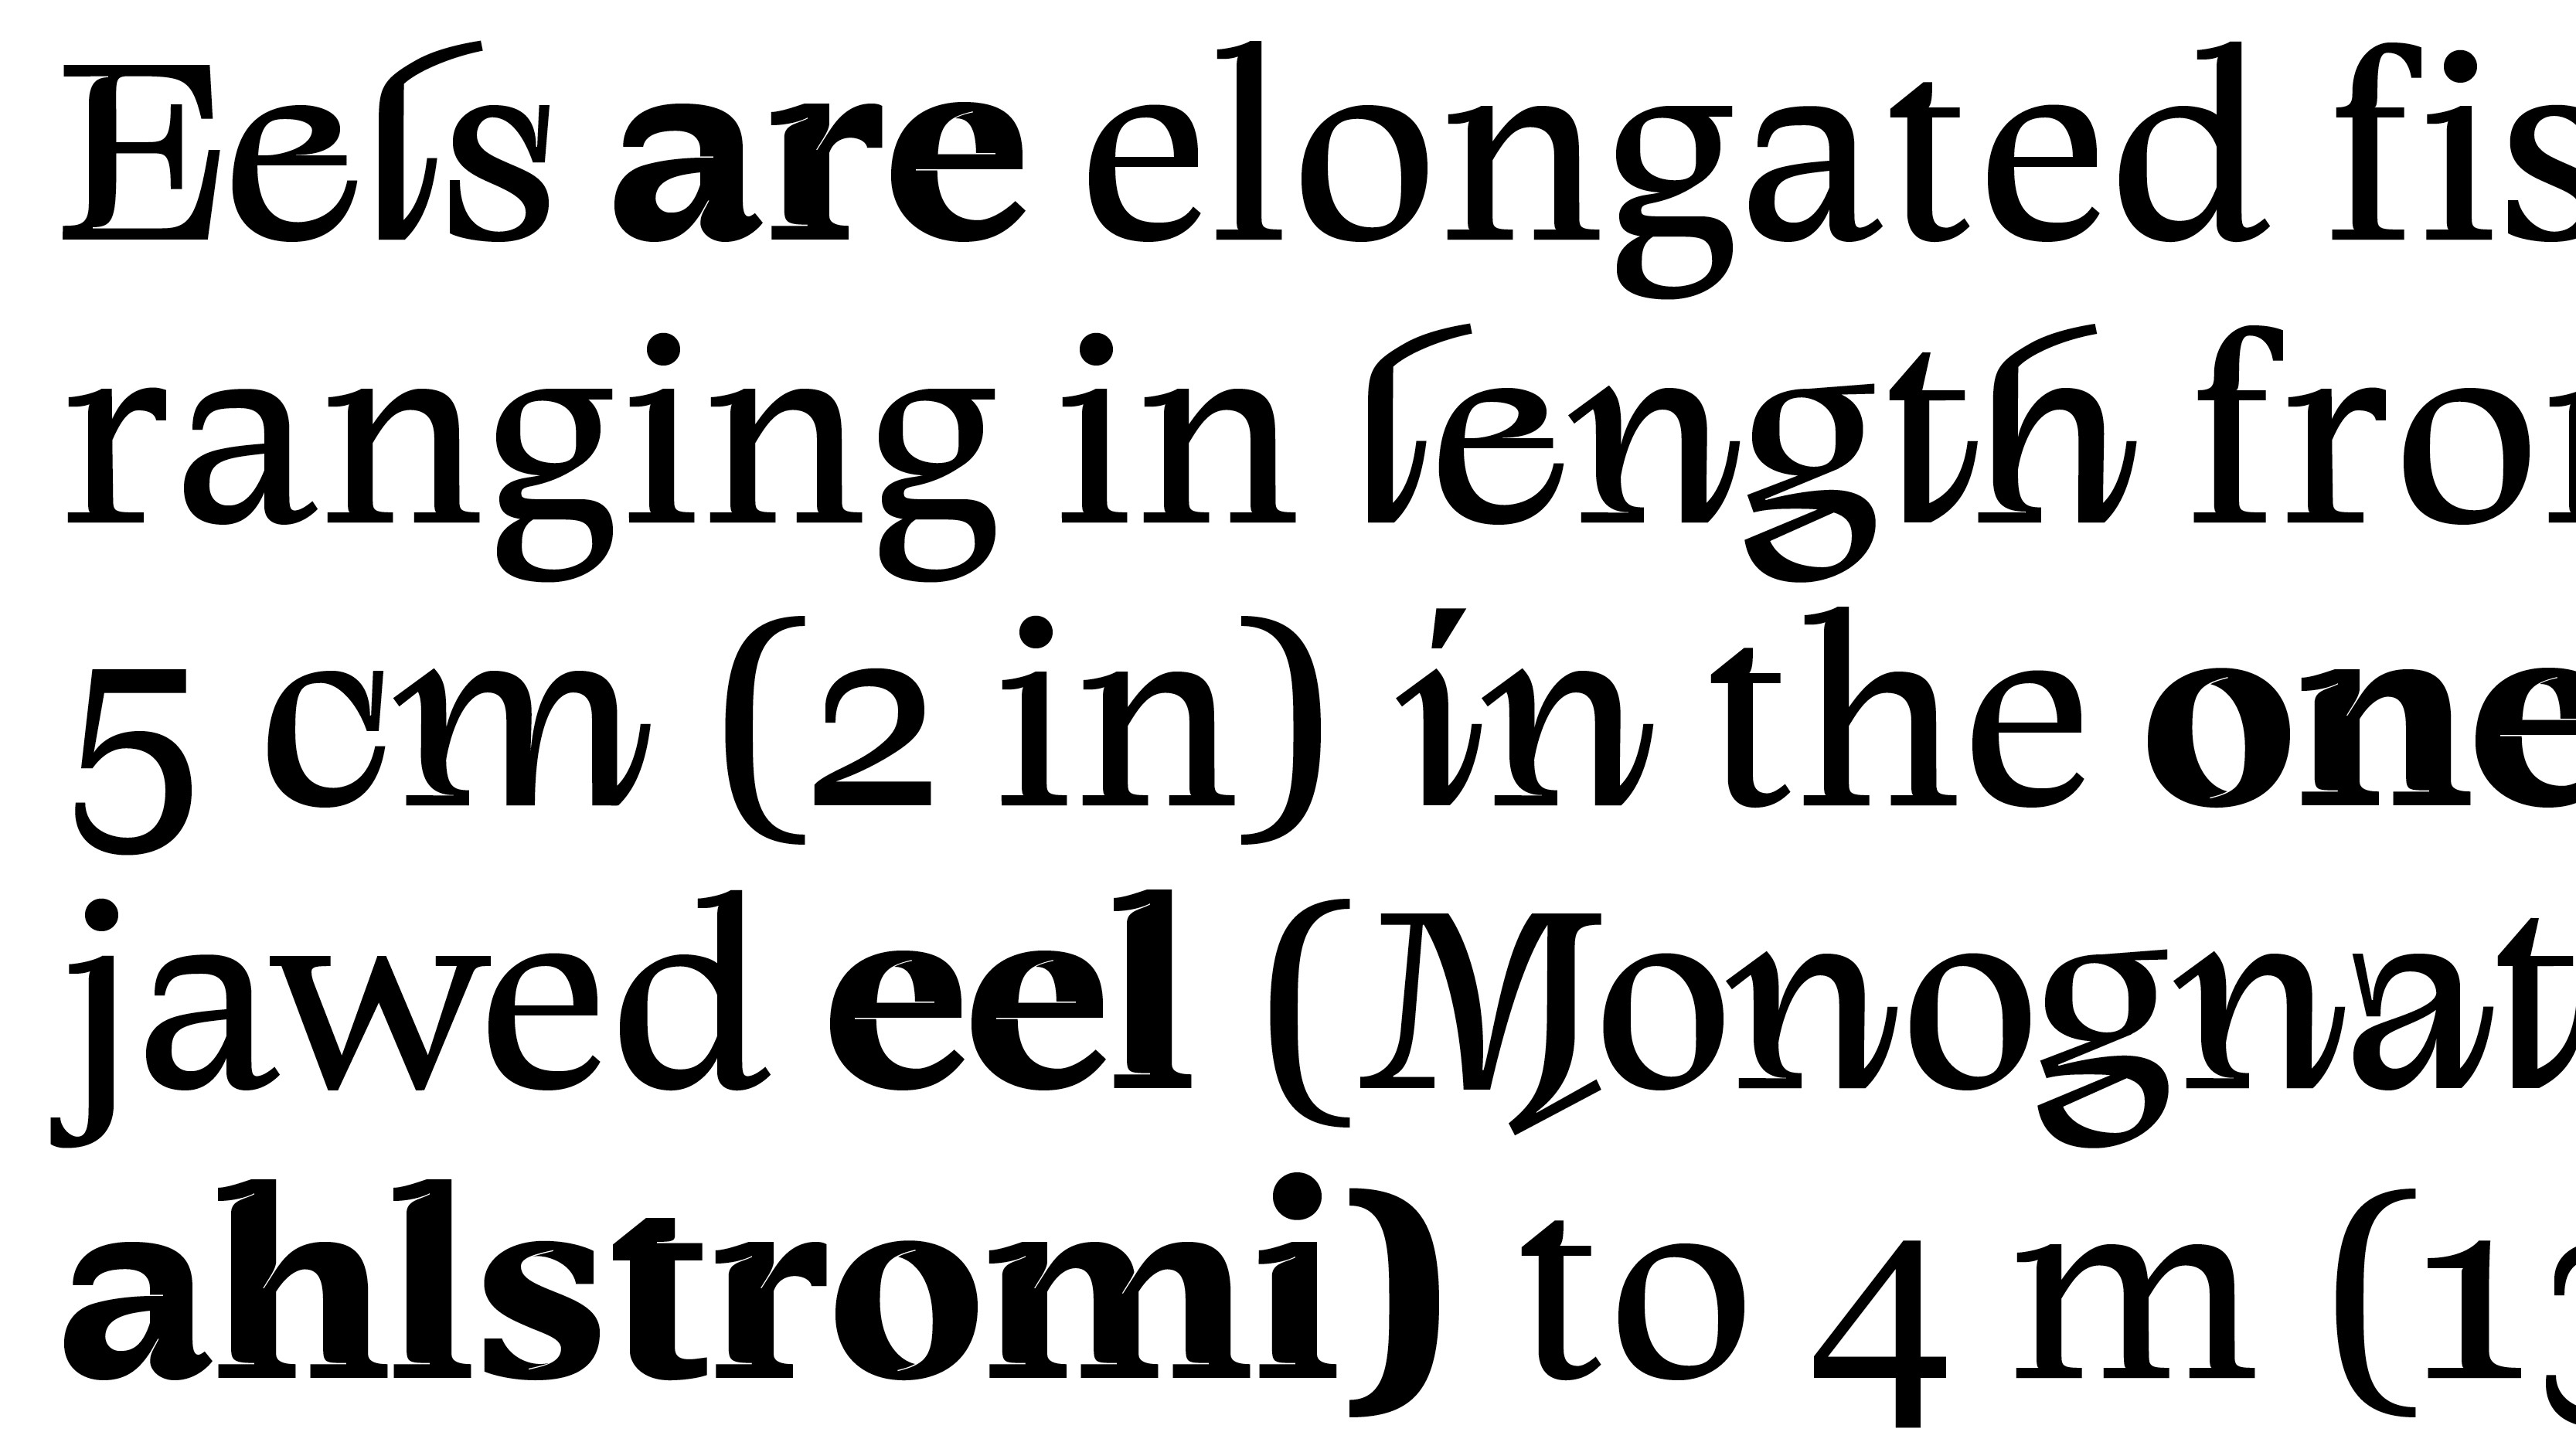 Eels are elongated fis
ranging in length fro
5 cm (2 in) in the one
jawed eel (Monognat
ahlstromi) to 4 m (13